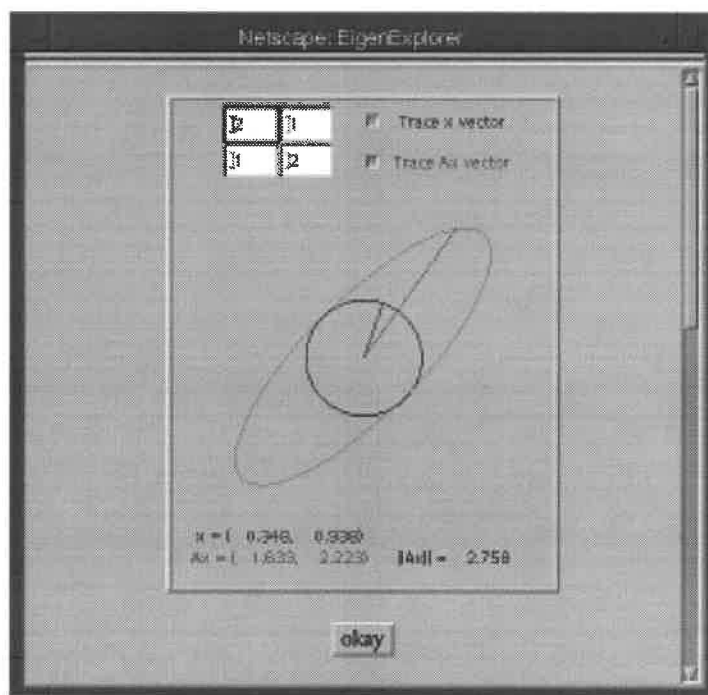 Netscape: EigenExplorer
2 1 Trace x vector
1 2 Trace Ax vector
x = ( 0.346, 0.938)
Ax = ( 1.633, 2.223) ||Ax|| = 2.758
okay